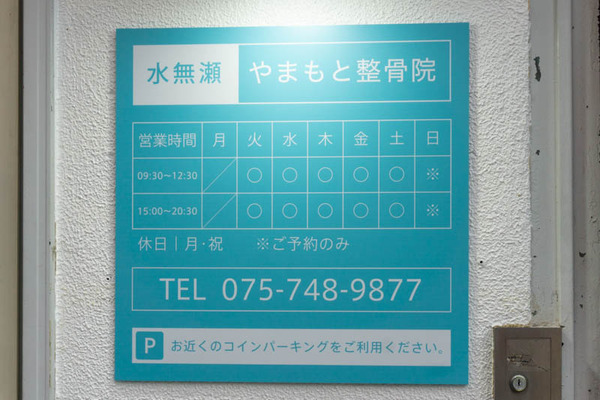 水無瀬 やまもと整骨院
営業時間 月 火 水 木 金 土 日
09:30~12:30 ／ ○ ○ ○ ○ ○ ※
15:00~20:30 ／ ○ ○ ○ ○ ○ ※
休日｜月・祝 ※ご予約のみ
TEL 075-748-9877
P お近くのコインパーキングをご利用ください。